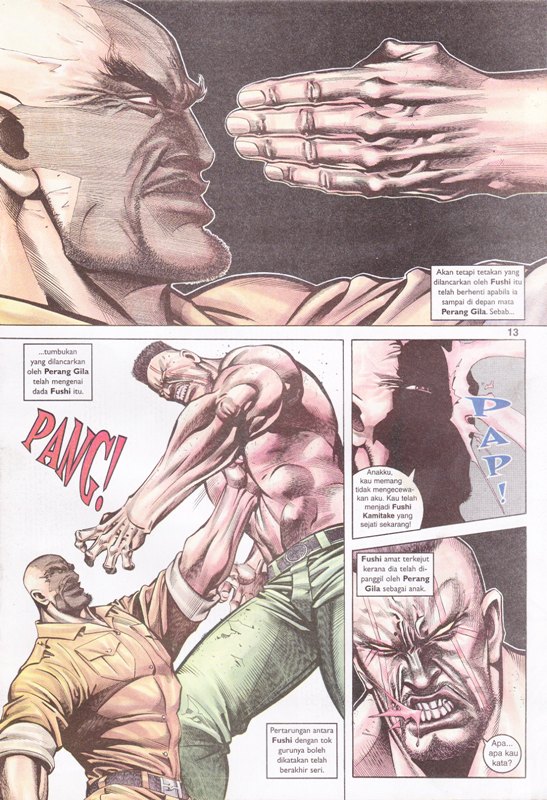 Akan tetapi tetakan yang
dilancarkan oleh Fushi itu
telah berhenti apabila ia
sampai di depan mata
Perang Gila. Sebab...
13
...tumbukan
yang dilancarkan
oleh Perang Gila
telah mengenai
dada Fushi itu.
PANG!
PAP!
Anakku,
kau memang
tidak mengecewa-
kan aku. Kau telah
menjadi Fushi
Kamitake yang
sejati sekarang!
Fushi amat terkejut
kerana dia telah di-
panggil oleh Perang
Gila sebagai anak.
Apa...
apa kau
kata?
Pertarungan antara
Fushi dengan tok
gurunya boleh
dikatakan telah
berakhir seri.